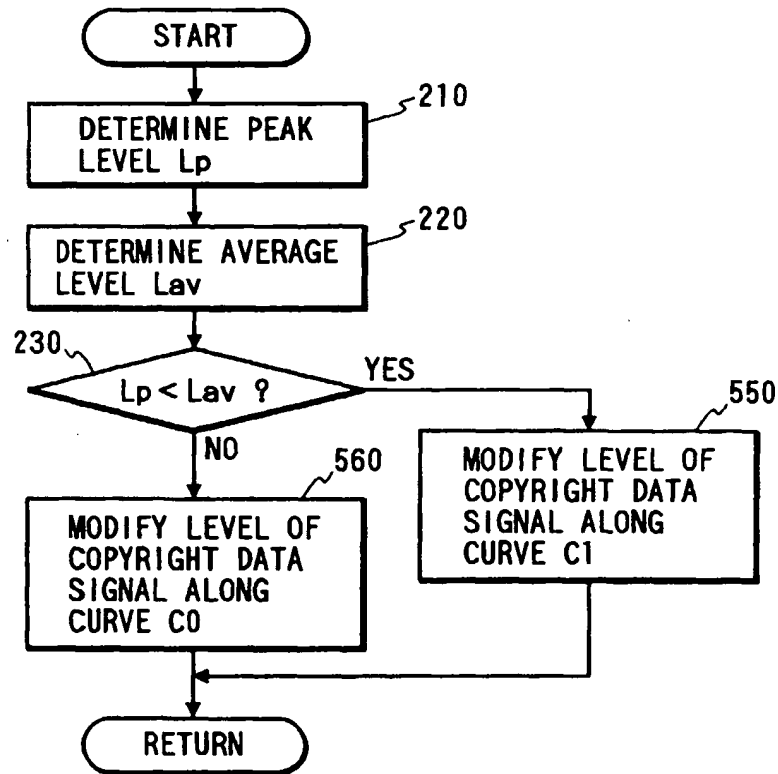 START
210
DETERMINE PEAK
LEVEL Lp
220
DETERMINE AVERAGE
LEVEL Lav
230
Lp < Lav ?
YES
NO
550
MODIFY LEVEL OF
COPYRIGHT DATA
SIGNAL ALONG
CURVE C1
560
MODIFY LEVEL OF
COPYRIGHT DATA
SIGNAL ALONG
CURVE C0
RETURN